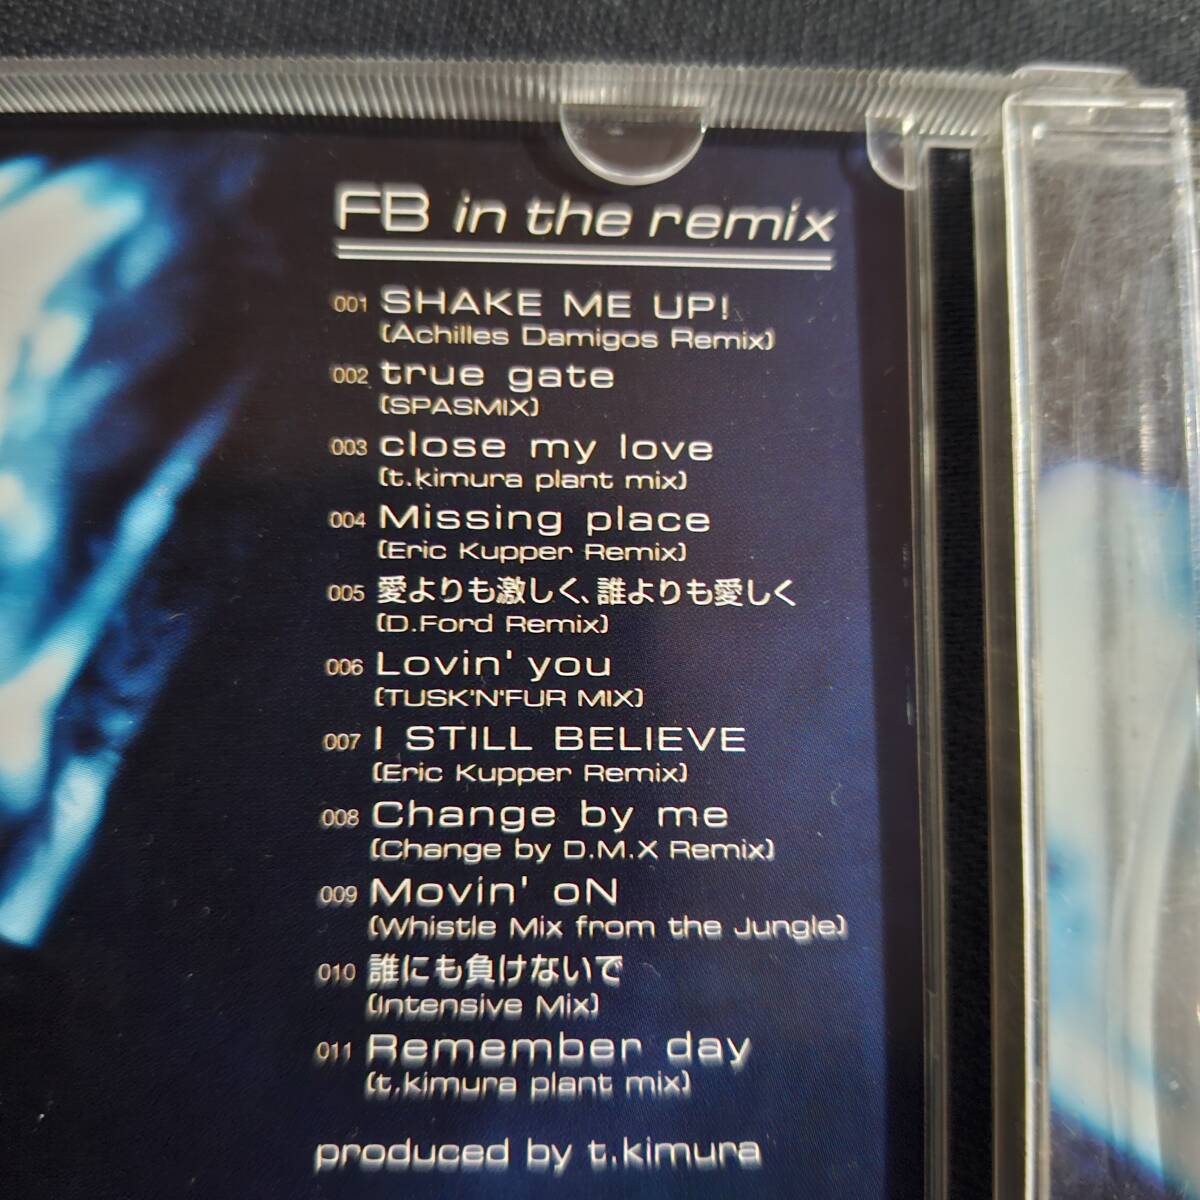 FB in the remix
001 SHAKE ME UP!
(Achilles Damigos Remix)
002 true gate
(SPASMIX)
003 close my love
(t.kimura plant mix)
004 Missing place
(Eric Kupper Remix)
005 愛よりも激しく、誰よりも愛しく
(D.Ford Remix)
006 Lovin' you
(TUSK'N'FUR MIX)
007 I STILL BELIEVE
(Eric Kupper Remix)
008 Change by me
(Change by D.M.X Remix)
009 Movin' oN
(Whistle Mix from the Jungle)
010 誰にも負けないで
(Intensive Mix)
011 Remember day
(t.kimura plant mix)
produced by t.kimura